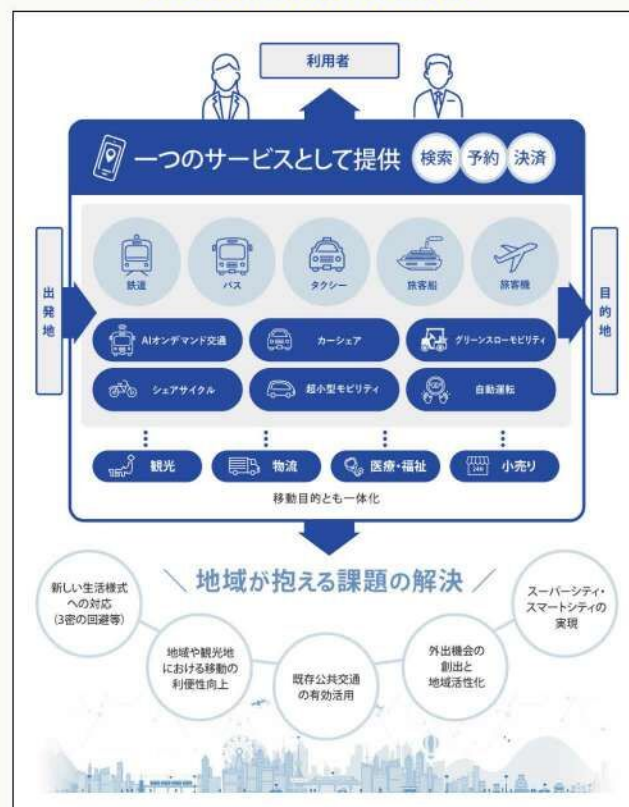 利用者
一つのサービスとして提供 検索 予約 決済
出発地
目的地
鉄道 バス タクシー 旅客船 旅客機
AIオンデマンド交通 カーシェア グリーンスローモビリティ
シェアサイクル 超小型モビリティ 自動運転
観光 物流 医療・福祉 小売り
移動目的とも一体化
地域が抱える課題の解決
新しい生活様式
への対応
(3密の回避等)
地域や観光地
における移動の
利便性向上
既存公共交通
の有効活用
外出機会の
創出と
地域活性化
スーパーシティ・
スマートシティの
実現